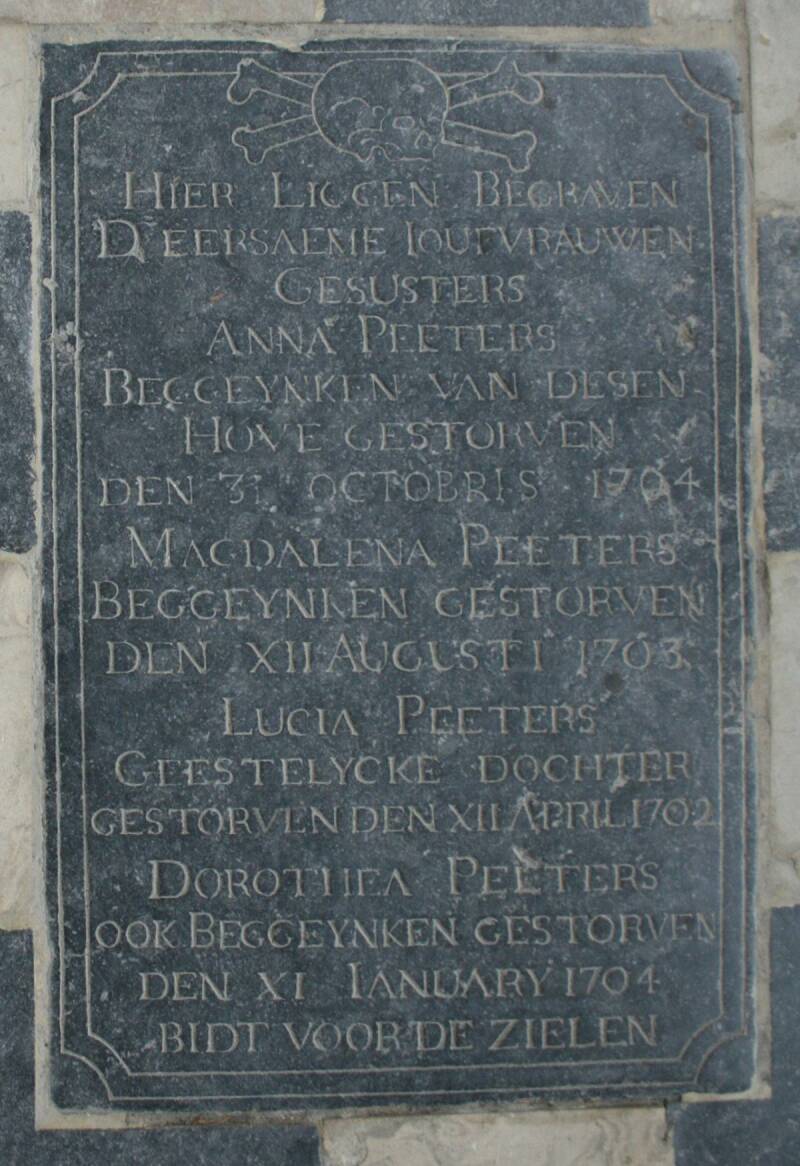 HIER LIGGEN BEGRAVEN
D'EERSAEME IOUFVRAUWEN
GESUSTERS
ANNA PEETERS
BEGGEYNKEN VAN DESEN
HOVE GESTORVEN
DEN 31 OCTOBRIS 1704
MAGDALENA PEETERS
BEGGEYNKEN GESTORVEN
DEN XII AUGUSTI 1703
LUCIA PEETERS
GEESTELYCKE DOCHTER
GESTORVEN DEN XII APRIL 1702
DOROTHEA PEETERS
OOK BEGGEYNKEN GESTORVEN
DEN XI IANUARY 1704
BIDT VOOR DE ZIELEN